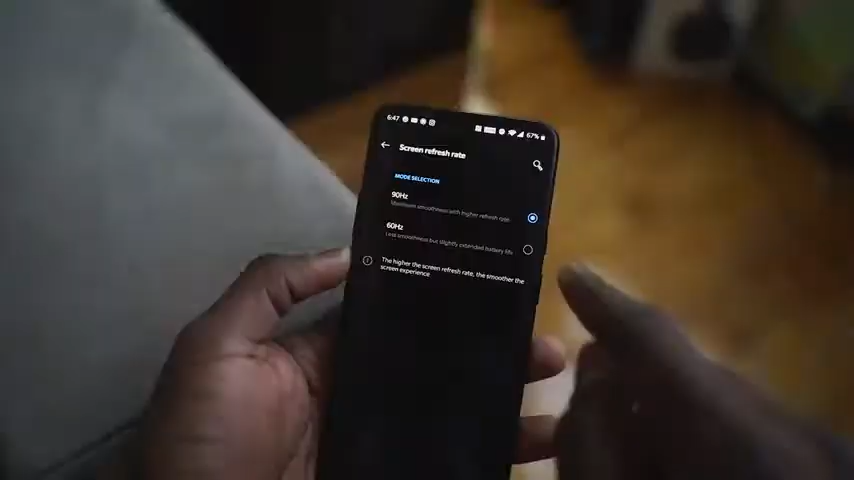 6:47
67%
Screen refresh rate
MODE SELECTION
90Hz
Maximum smoothness with higher refresh rate
60Hz
Less smoothness but slightly extended battery life
The higher the screen refresh rate, the smoother the
screen experience